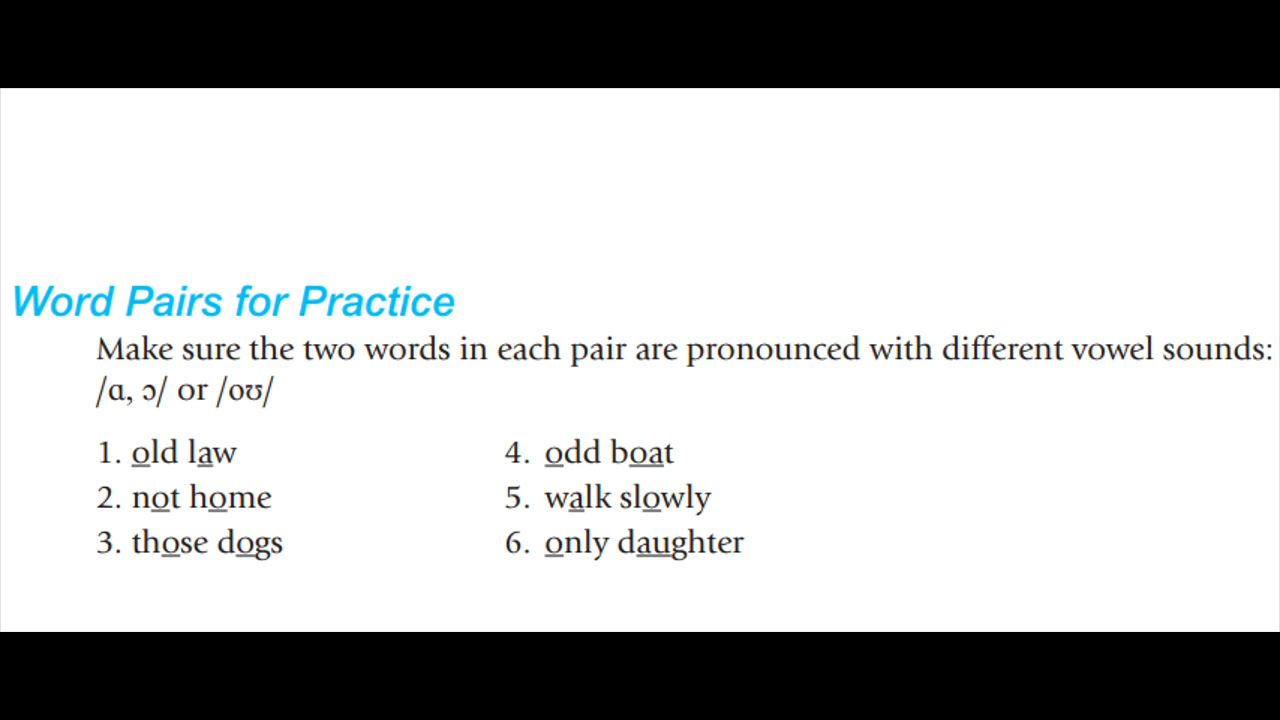 Word Pairs for Practice
Make sure the two words in each pair are pronounced with different vowel sounds:
/ɑ, ɔ/ or /oʊ/
1. old law
2. not home
3. those dogs
4. odd boat
5. walk slowly
6. only daughter